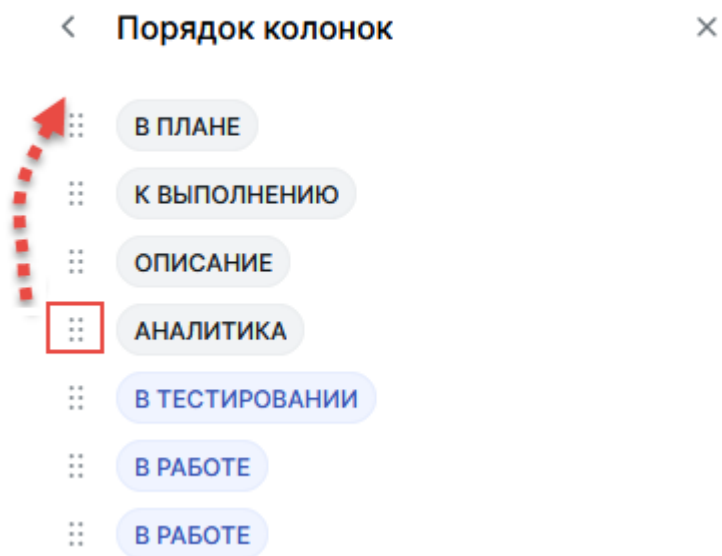 Порядок колонок
В ПЛАНЕ
К ВЫПОЛНЕНИЮ
ОПИСАНИЕ
АНАЛИТИКА
В ТЕСТИРОВАНИИ
В РАБОТЕ
В РАБОТЕ